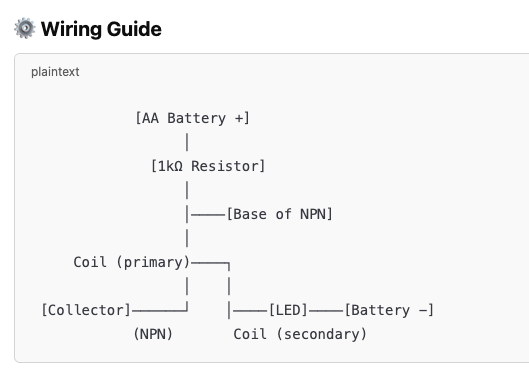 ⚙️ Wiring Guide
plaintext
[AA Battery +]
[1kΩ Resistor]
[Base of NPN]
Coil (primary)
[Collector] [LED] [Battery −]
(NPN) Coil (secondary)